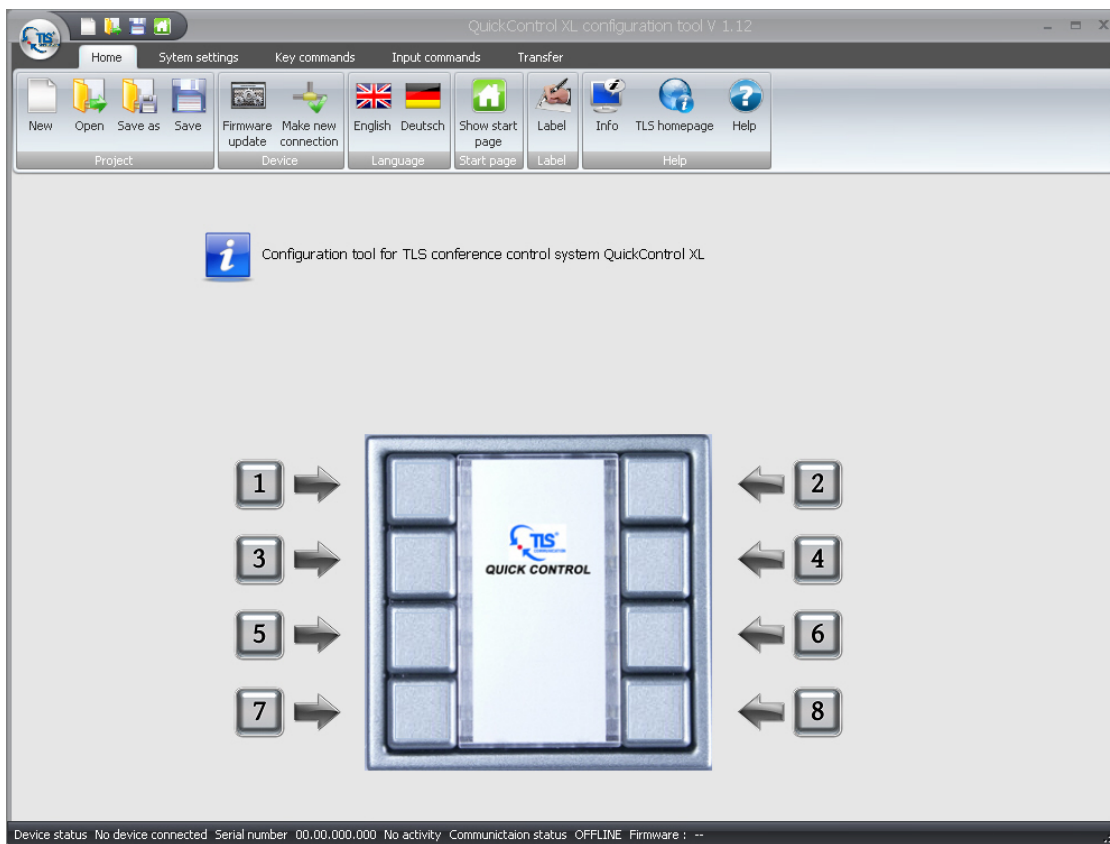 QuickControl XL configuration tool V 1.12
TLS
Home Sytem settings Key commands Input commands Transfer
New Open Save as Save Firmware update Make new connection English Deutsch Show start page Label Info TLS homepage Help
Project Device Language Start page Label Help
i Configuration tool for TLS conference control system QuickControl XL
1 2
TLS
COMMUNICATION
QUICK CONTROL
3 4
5 6
7 8
Device status No device connected Serial number 00.00.000.000 No activity Communictaion status OFFLINE Firmware : --